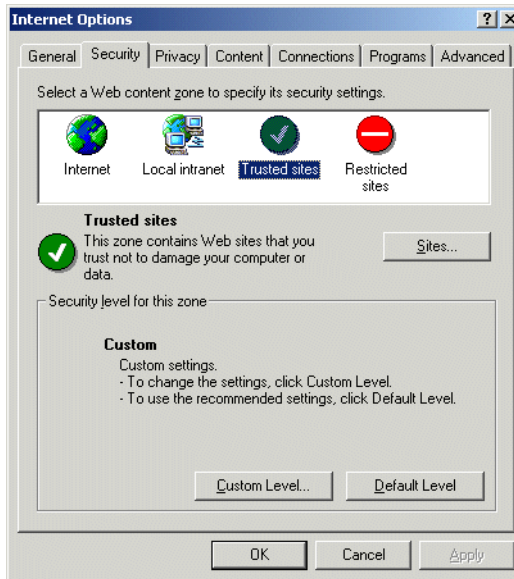 Internet Options
General Security Privacy Content Connections Programs Advanced
Select a Web content zone to specify its security settings.
Internet Local intranet Trusted sites Restricted
sites
Trusted sites
This zone contains Web sites that you
trust not to damage your computer or
data.
Sites...
Security level for this zone
Custom
Custom settings.
- To change the settings, click Custom Level.
- To use the recommended settings, click Default Level.
Custom Level... Default Level
OK Cancel Apply